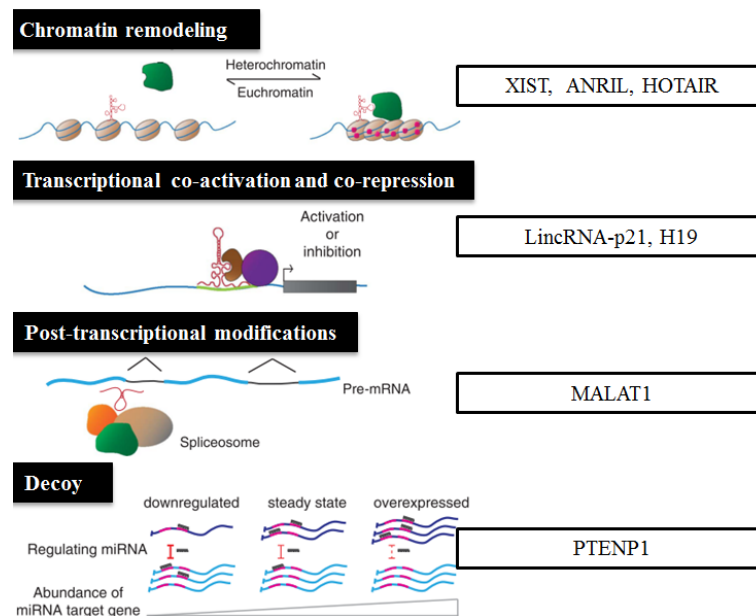 Chromatin remodeling
Heterochromatin
Euchromatin
XIST, ANRIL, HOTAIR
Transcriptional co-activation and co-repression
Activation
or
inhibition
LincRNA-p21, H19
Post-transcriptional modifications
Pre-mRNA
Spliceosome
MALAT1
Decoy
downregulated steady state overexpressed
Regulating miRNA
PTENP1
Abundance of
miRNA target gene